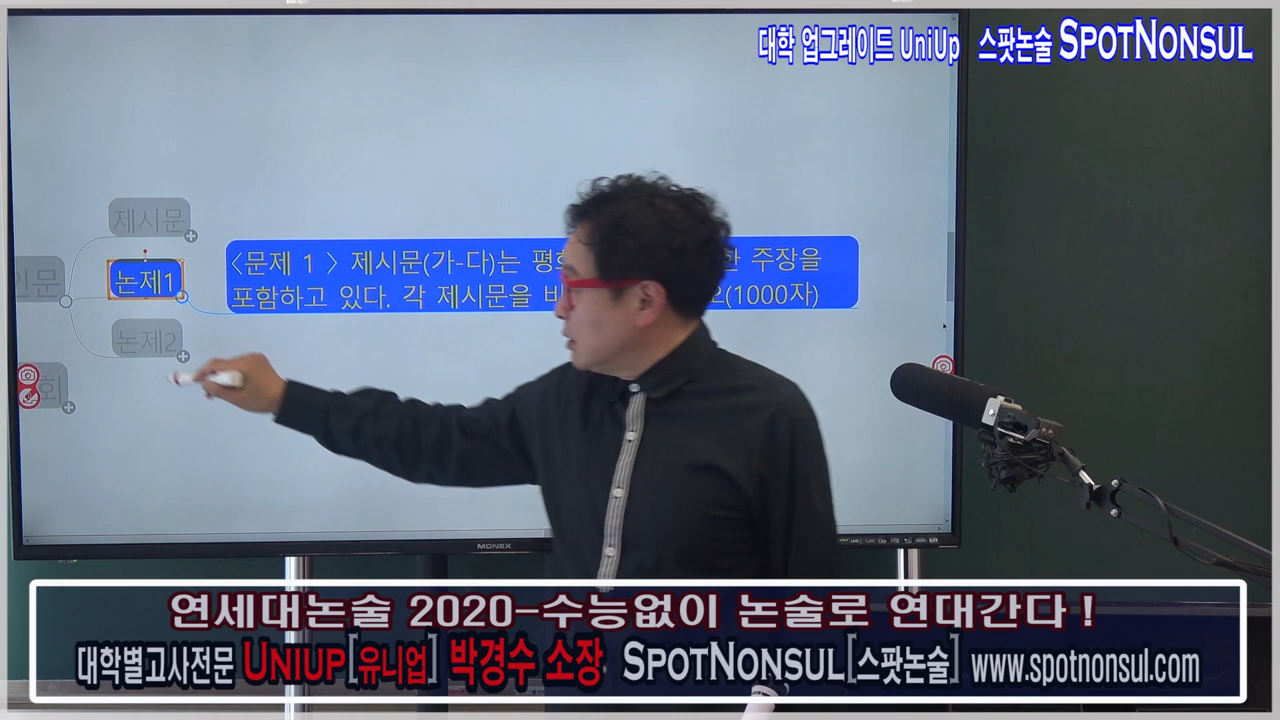 대학 업그레이드 UniUp 스팟논술 SPOTNONSUL
제시문
인문
논제1
<문제 1 > 제시문(가-다)는 평 주장을
포함하고 있다. 각 제시문을 (1000자)
논제2
회
MONEX
연세대논술 2020-수능없이 논술로 연대간다 !
대학별고사전문 UNIUP[유니업] 박경수 소장 SPOTNONSUL[스팟논술] www.spotnonsul.com